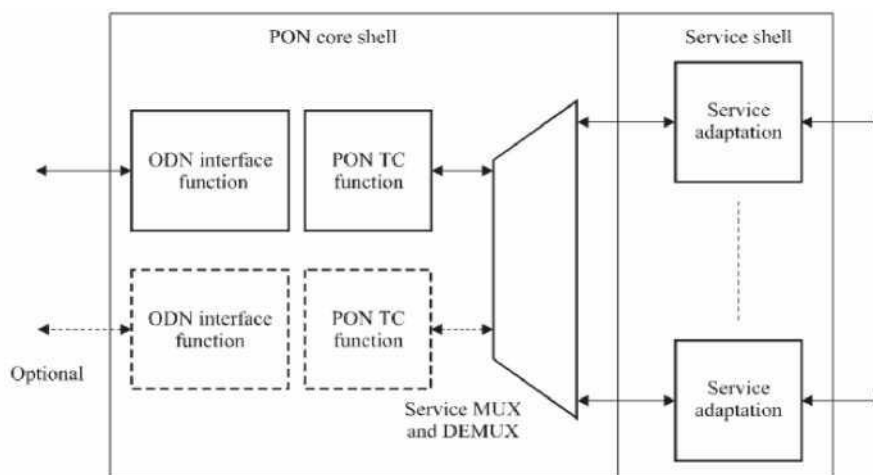 PON core shell
Service shell
ODN interface
function
PON TC
function
Service
adaptation
ODN interface
function
PON TC
function
Optional
Service MUX
and DEMUX
Service
adaptation